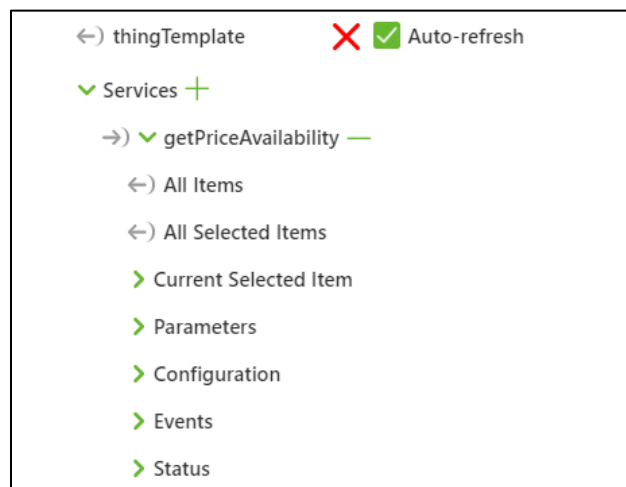 thingTemplate Auto-refresh
Services
getPriceAvailability
All Items
All Selected Items
Current Selected Item
Parameters
Configuration
Events
Status